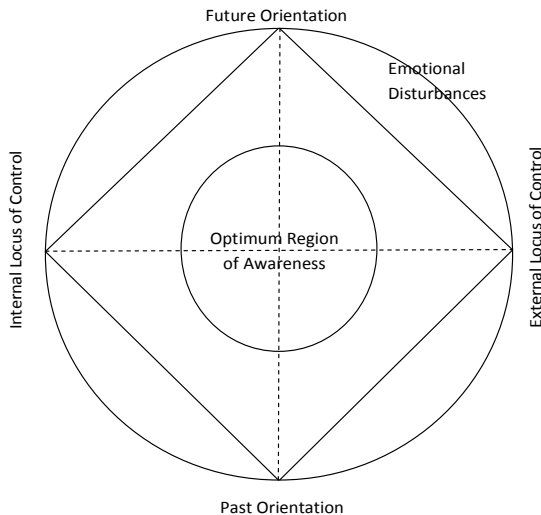 Future Orientation
Emotional
Disturbances
Internal Locus of Control
Optimum Region
of Awareness
External Locus of Control
Past Orientation